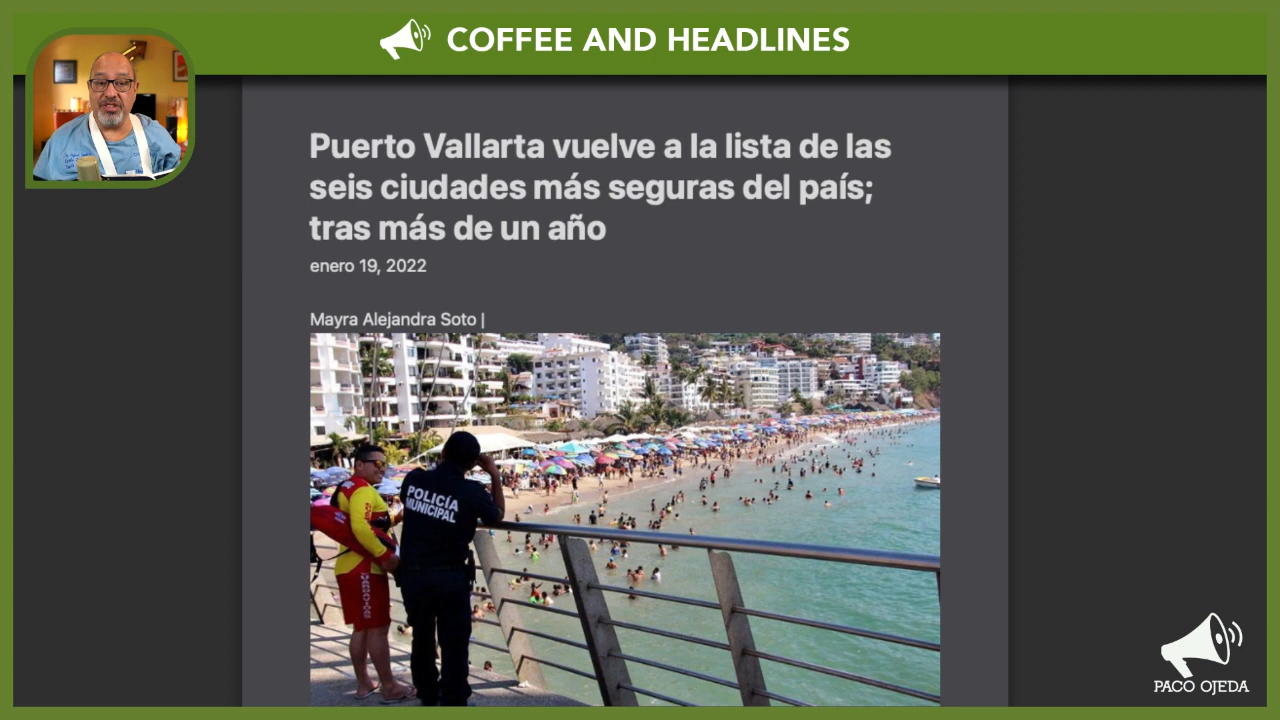 COFFEE AND HEADLINES
Puerto Vallarta vuelve a la lista de las
seis ciudades más seguras del país;
tras más de un año
enero 19, 2022
Mayra Alejandra Soto |
POLICÍA
MUNICIPAL
PACO OJEDA